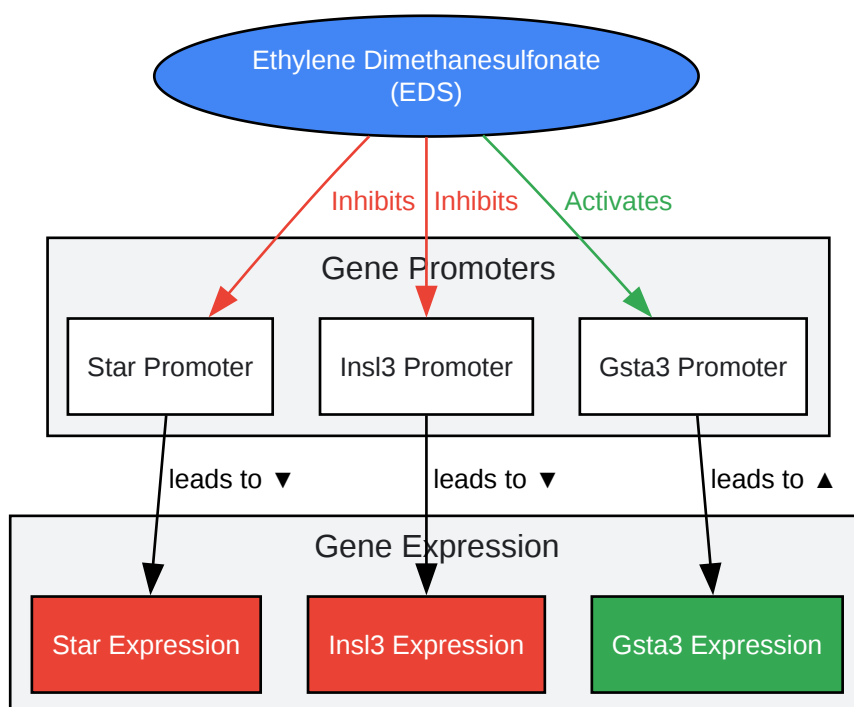 Ethylene Dimethanesulfonate
(EDS)
Inhibits
Inhibits
Activates
Gene Promoters
Star Promoter
Insl3 Promoter
Gsta3 Promoter
leads to ▼
leads to ▼
leads to ▲
Gene Expression
Star Expression
Insl3 Expression
Gsta3 Expression